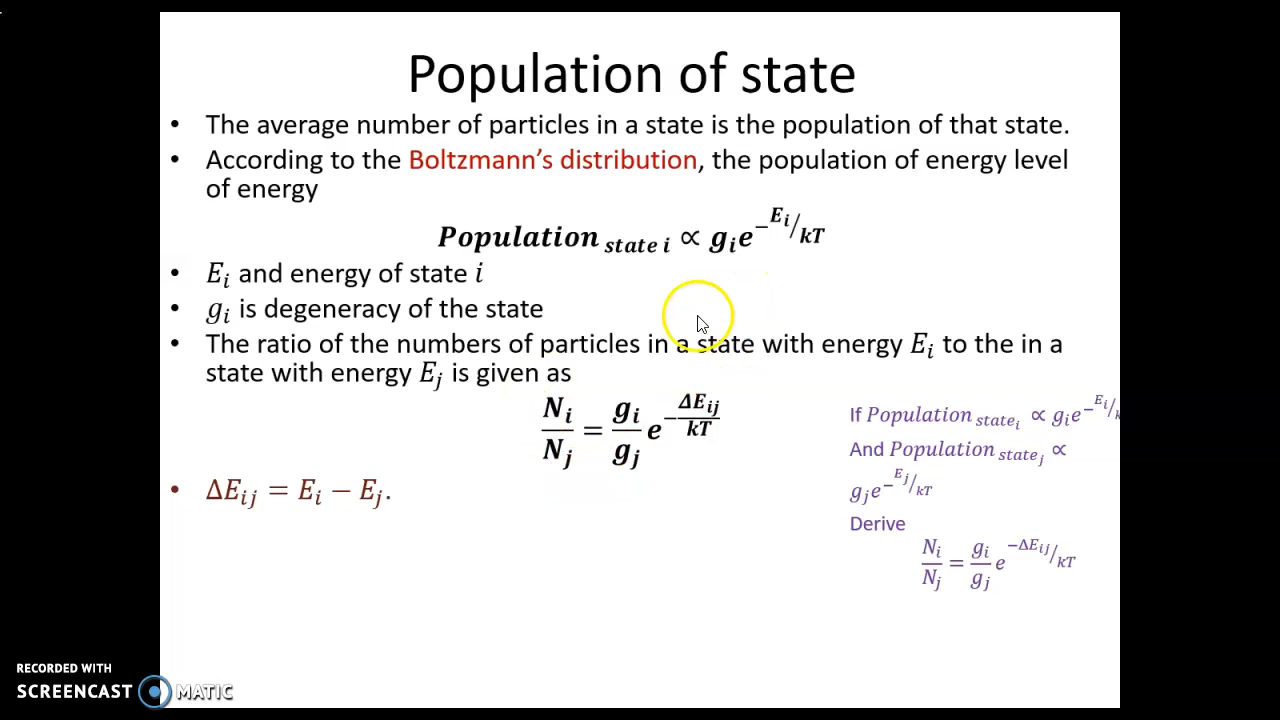 Population of state
• The average number of particles in a state is the population of that state.
• According to the Boltzmann's distribution, the population of energy level
of energy
Population state i ∝ gᵢe^−Eᵢ/kT
• Eᵢ and energy of state i
• gᵢ is degeneracy of the state
• The ratio of the numbers of particles in a state with energy Eᵢ to the in a
state with energy Eⱼ is given as
Nᵢ/Nⱼ = gᵢ/gⱼ e^−ΔEᵢⱼ/kT
• ΔEᵢⱼ = Eᵢ − Eⱼ.
If Population stateᵢ ∝ gᵢe^−Eᵢ/
And Population stateⱼ ∝
gⱼe^−Eⱼ/kT
Derive
Nᵢ/Nⱼ = gᵢ/gⱼ e^−ΔEᵢⱼ/kT
RECORDED WITH
SCREENCAST MATIC